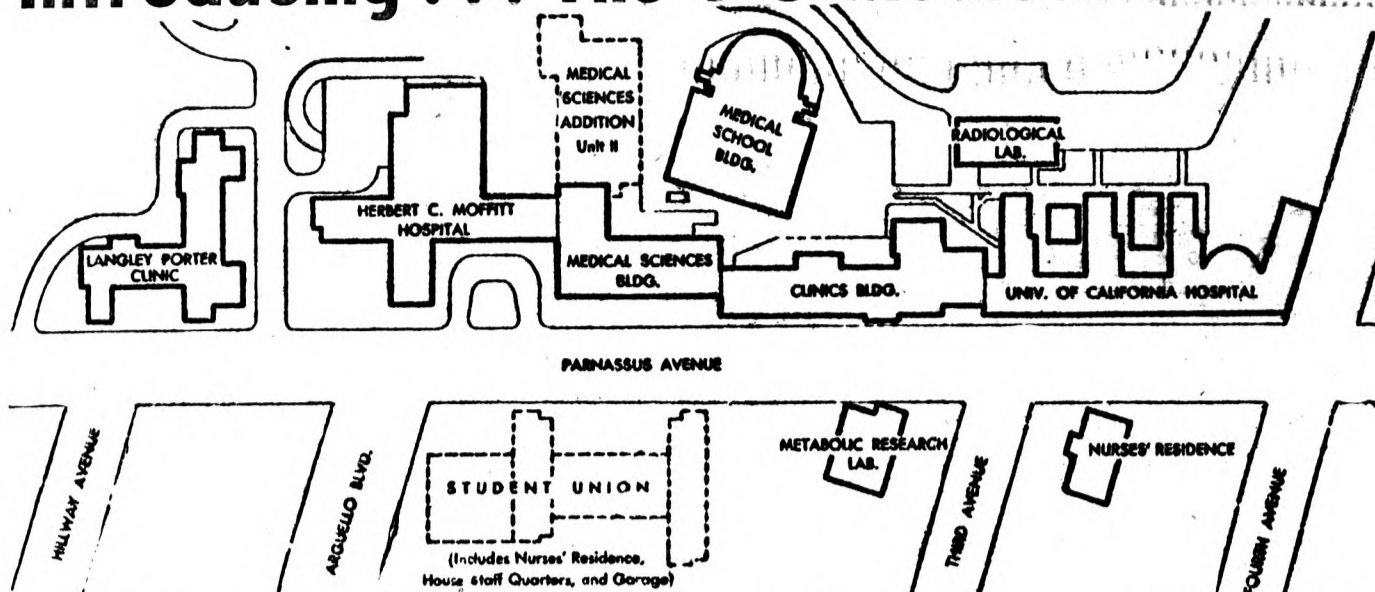 Introducing . . . The
MEDICAL
SCIENCES
ADDITION
Unit II
MEDICAL
SCHOOL
BLDG.
RADIOLOGICAL
LAB.
HERBERT C. MOFFITT
HOSPITAL
LANGLEY PORTER
CLINIC
MEDICAL SCIENCES
BLDG.
CLINICS BLDG.
UNIV. OF CALIFORNIA HOSPITAL
PARNASSUS AVENUE
HILLWAY AVENUE
ARGUELLO BLVD.
STUDENT UNION
(Includes Nurses' Residence,
House Staff Quarters, and Garage)
METABOLIC RESEARCH
LAB.
THIRD AVENUE
NURSES' RESIDENCE
FOURTH AVENUE